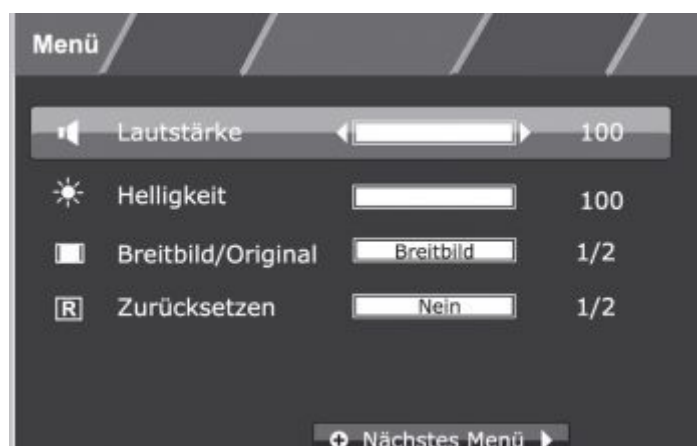 Menü
Lautstärke 100
Helligkeit 100
Breitbild/Original Breitbild 1/2
R Zurücksetzen Nein 1/2
Nächstes Menü